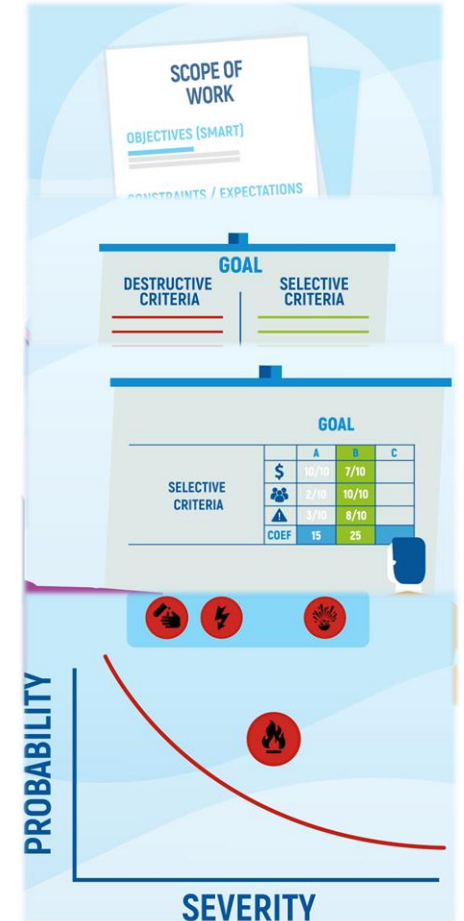 SCOPE OF
WORK
OBJECTIVES (SMART)
CONSTRAINTS / EXPECTATIONS
GOAL
DESTRUCTIVE
CRITERIA
SELECTIVE
CRITERIA
GOAL
SELECTIVE
CRITERIA
A B C
$ 10/10 7/10
2/10 10/10
3/10 8/10
COEF 15 25
PROBABILITY
SEVERITY